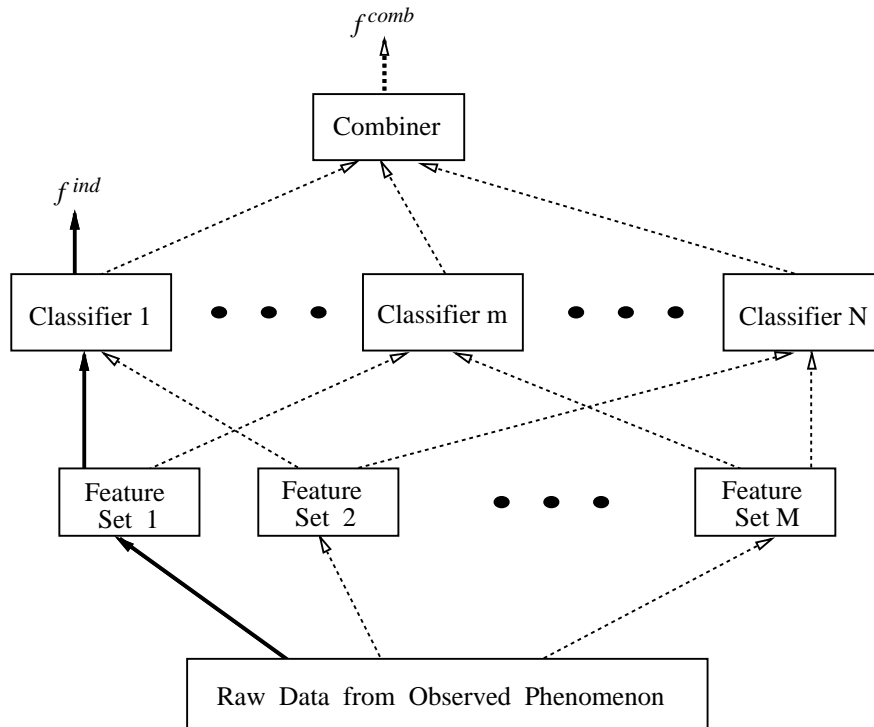 f^comb
Combiner
f^ind
Classifier 1
Classifier m
Classifier N
Feature
Set 1
Feature
Set 2
Feature
Set M
Raw Data from Observed Phenomenon